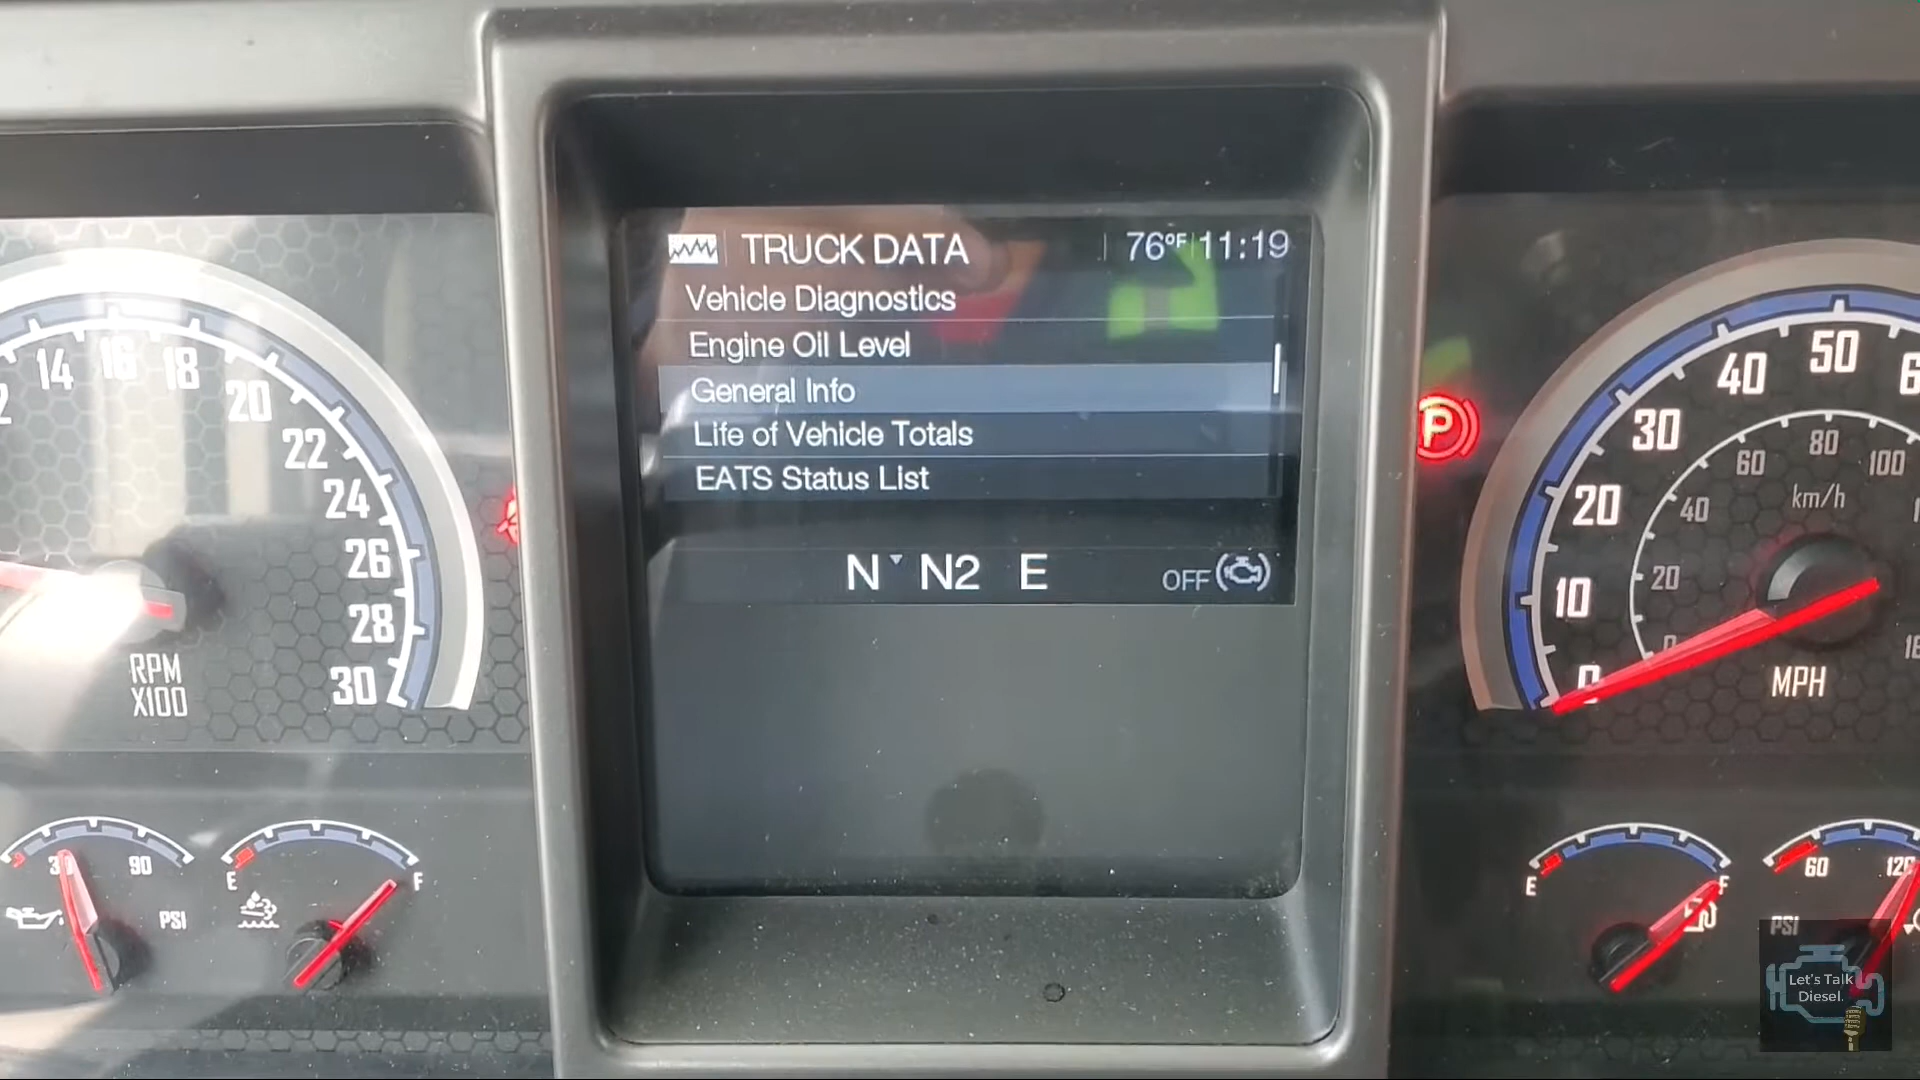 TRUCK DATA 76°F 11:19
Vehicle Diagnostics
Engine Oil Level
General Info
Life of Vehicle Totals
EATS Status List
N N2 E OFF
14 16 18 20 22 24 26 28 30
RPM
X100
P
0 10 20 30 40 50
20 40 60 80 100
km/h
MPH
90
PSI
E F
E F
60 120
PSI
Let's Talk
Diesel.